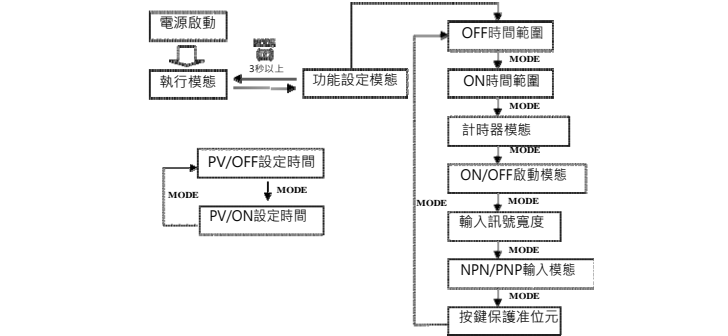 電源啟動
執行模態
MODE
3秒以上
功能設定模態
OFF時間範圍
MODE
ON時間範圍
MODE
計時器模態
MODE
ON/OFF啟動模態
MODE
輸入訊號寬度
MODE
NPN/PNP輸入模態
MODE
按鍵保護准位元
MODE
PV/OFF設定時間
MODE
PV/ON設定時間
MODE